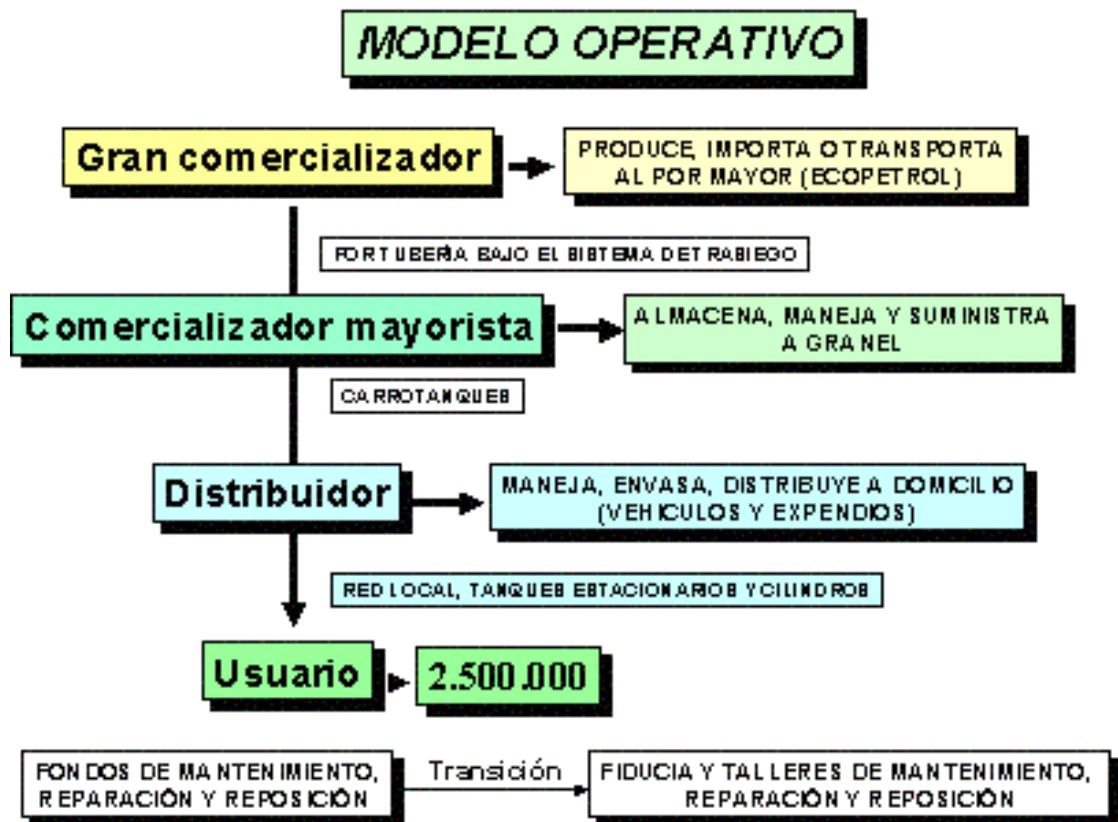 MODELO OPERATIVO
Gran comercializador
PRODUCE, IMPORTA O TRANSPORTA
AL POR MAYOR (ECOPETROL)
POR TUBERÍA BAJO EL SISTEMA DE TRASIEGO
Comercializador mayorista
ALMACENA, MANEJA Y SUMINISTRA
A GRANEL
CARROTANQUES
Distribuidor
MANEJA, ENVASA, DISTRIBUYE A DOMICILIO
(VEHICULOS Y EXPENDIOS)
RED LOCAL, TANQUES ESTACIONARIOS Y CILINDROS
Usuario
2.500.000
FONDOS DE MANTENIMIENTO,
REPARACIÓN Y REPOSICIÓN
Transición
FIDUCIA Y TALLERES DE MANTENIMIENTO,
REPARACIÓN Y REPOSICIÓN